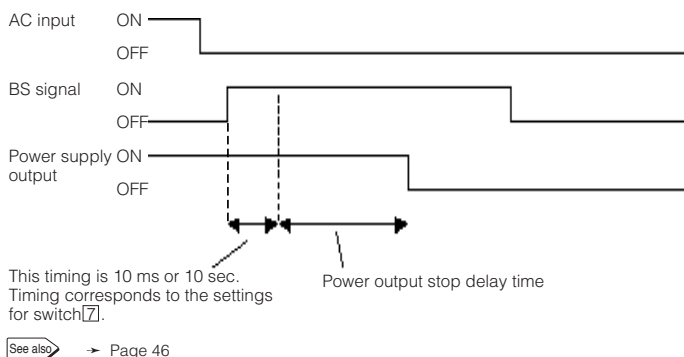 AC input ON
OFF
BS signal ON
OFF
Power supply ON
output
OFF
This timing is 10 ms or 10 sec.
Timing corresponds to the settings
for switch 7.
Power output stop delay time
See also → Page 46